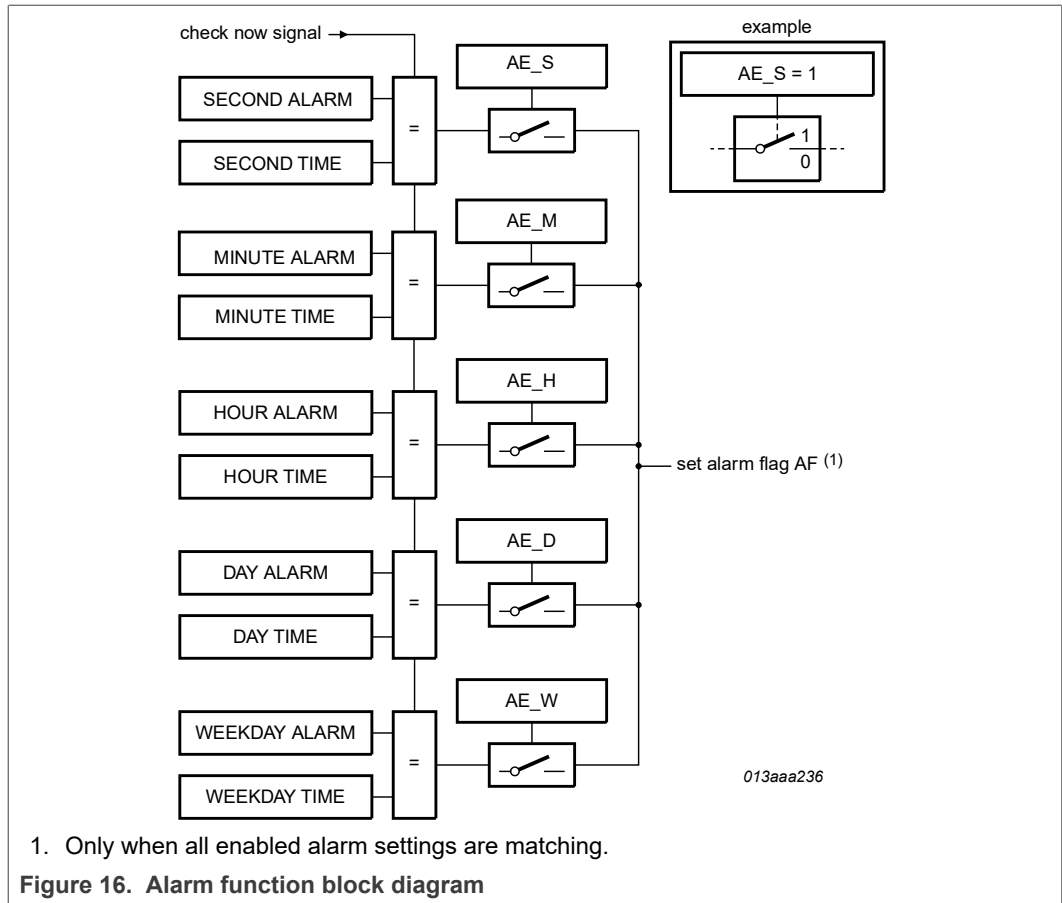 check now signal
example
AE_S
AE_S = 1
SECOND ALARM
=
1
0
SECOND TIME
AE_M
MINUTE ALARM
=
MINUTE TIME
AE_H
HOUR ALARM
=
set alarm flag AF (1)
HOUR TIME
AE_D
DAY ALARM
=
DAY TIME
AE_W
WEEKDAY ALARM
=
013aaa236
WEEKDAY TIME
1. Only when all enabled alarm settings are matching.
Figure 16. Alarm function block diagram